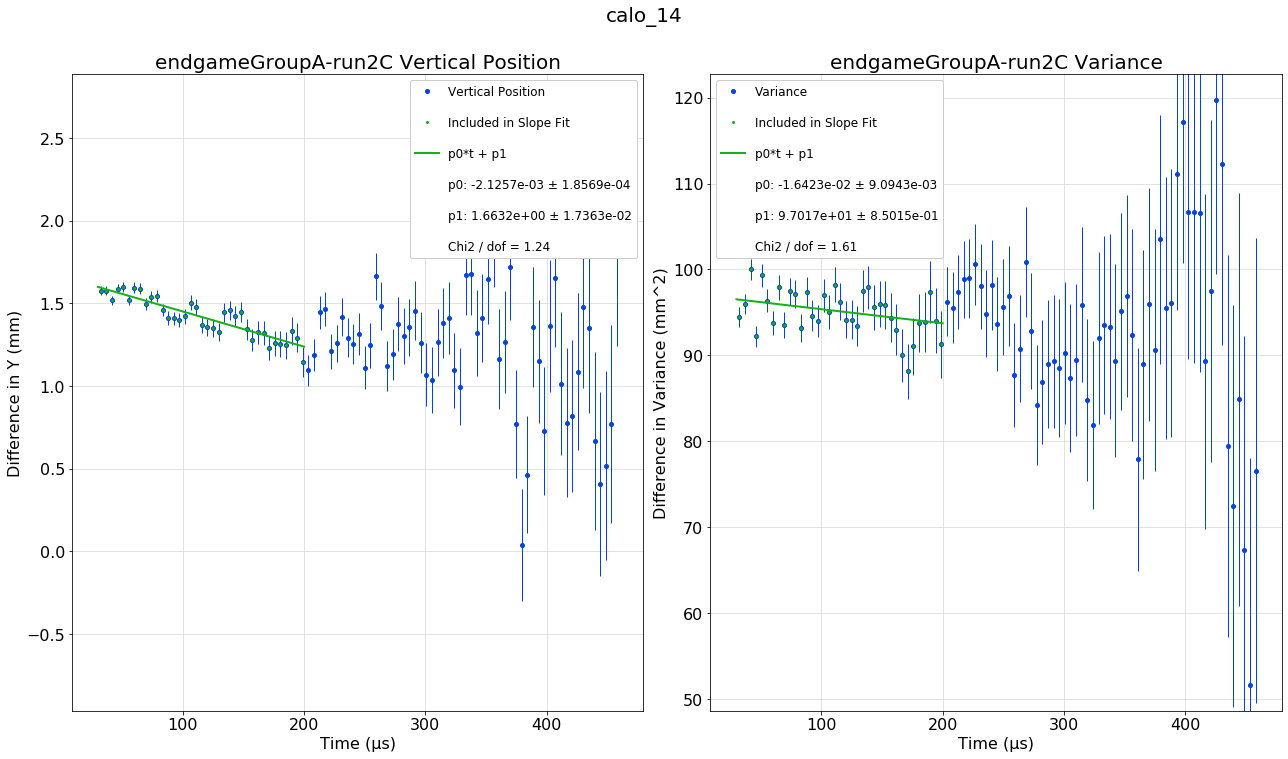 calo_14
endgameGroupA-run2C Vertical Position
Vertical Position
Included in Slope Fit
p0*t + p1
p0: -2.1257e-03 ± 1.8569e-04
p1: 1.6632e+00 ± 1.7363e-02
Chi2 / dof = 1.24
Difference in Y (mm)
2.5
2.0
1.5
1.0
0.5
0.0
−0.5
100 200 300 400
Time (μs)
endgameGroupA-run2C Variance
Variance
Included in Slope Fit
p0*t + p1
p0: -1.6423e-02 ± 9.0943e-03
p1: 9.7017e+01 ± 8.5015e-01
Chi2 / dof = 1.61
Difference in Variance (mm^2)
120
110
100
90
80
70
60
50
100 200 300 400
Time (μs)